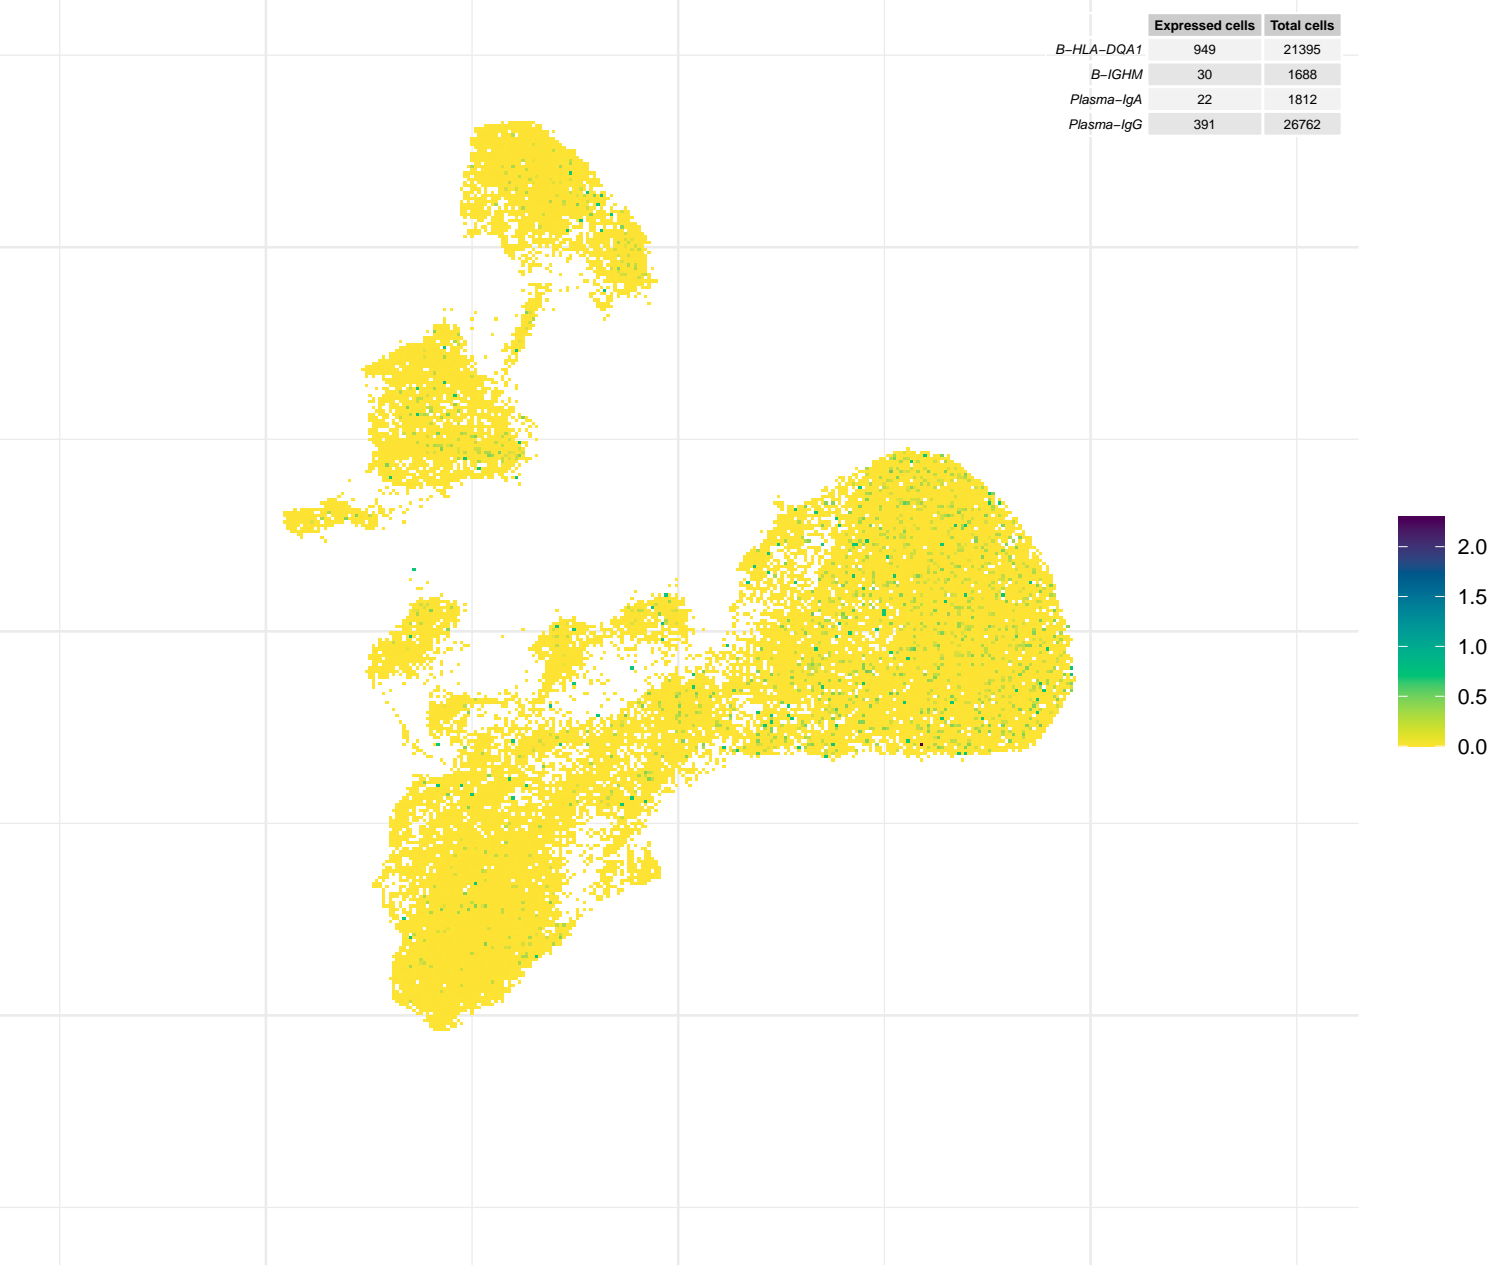 Expressed cells Total cells
B−HLA−DQA1 949 21395
B−IGHM 30 1688
Plasma−IgA 22 1812
Plasma−IgG 391 26762
2.0
1.5
1.0
0.5
0.0